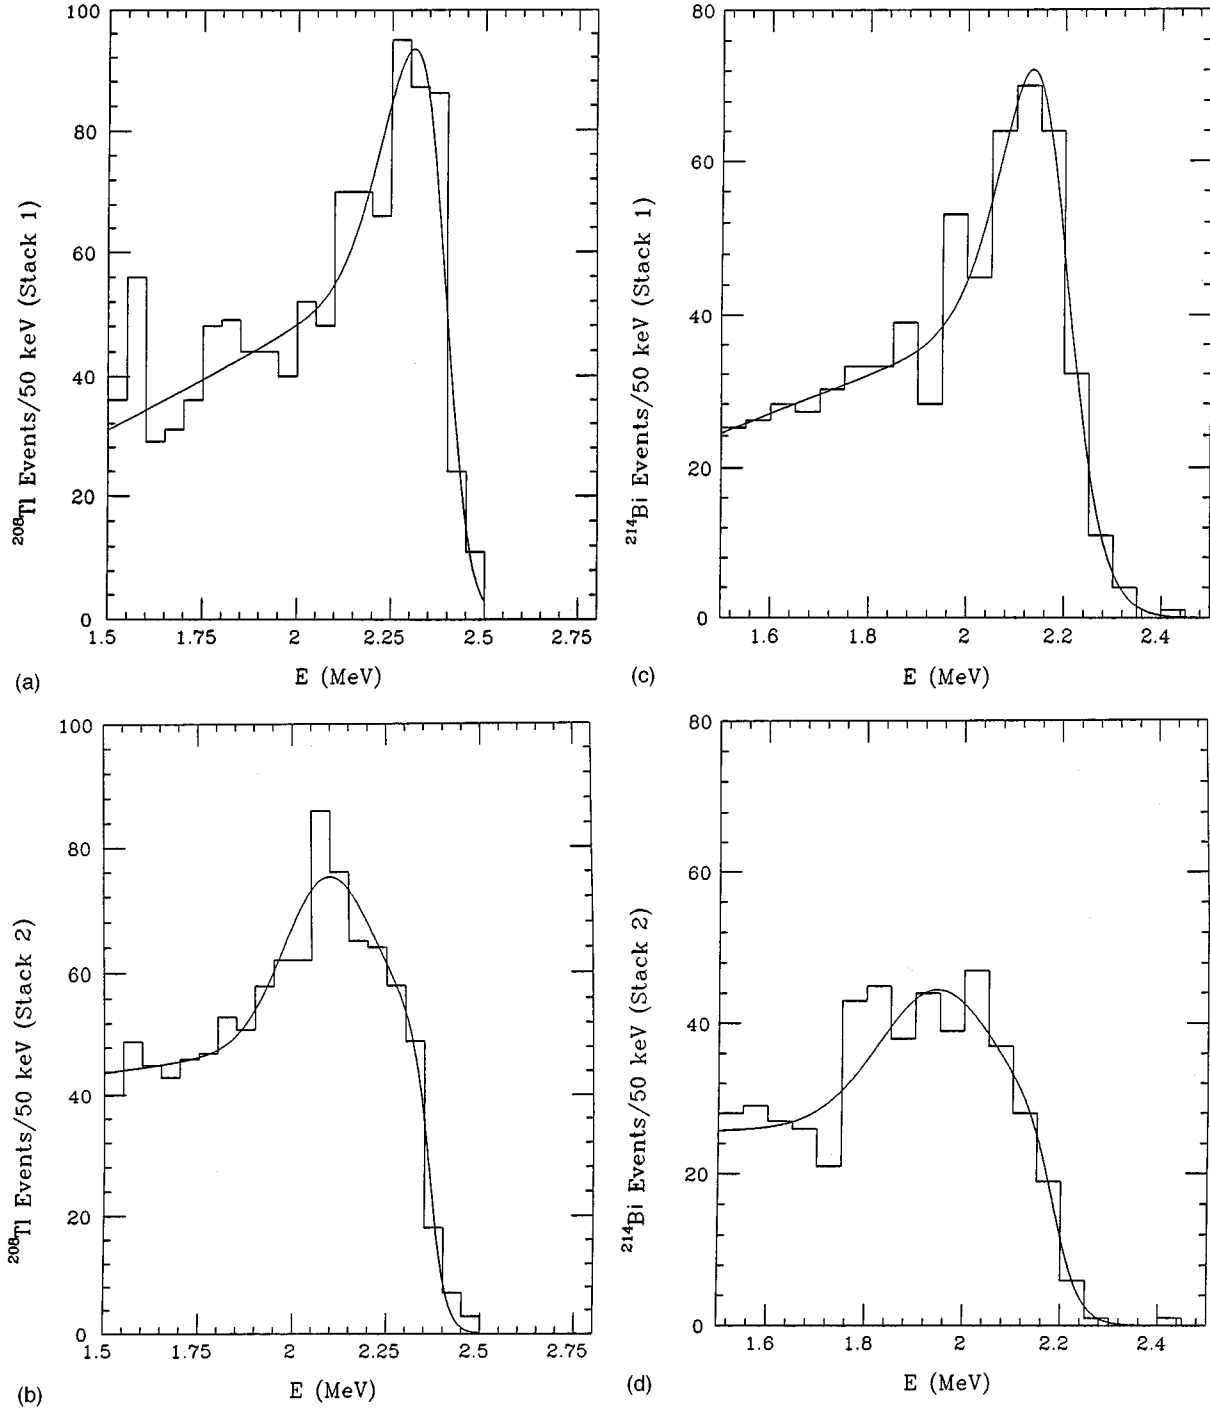 100
80
60
40
20
0
1.5 1.75 2 2.25 2.5 2.75
²⁰⁸Tl Events/50 keV (Stack 1)
E (MeV)
(a)
80
60
40
20
0
1.6 1.8 2 2.2 2.4
²¹⁴Bi Events/50 keV (Stack 1)
E (MeV)
(c)
100
80
60
40
20
0
1.5 1.75 2 2.25 2.5 2.75
²⁰⁸Tl Events/50 keV (Stack 2)
E (MeV)
(b)
80
60
40
20
0
1.6 1.8 2 2.2 2.4
²¹⁴Bi Events/50 keV (Stack 2)
E (MeV)
(d)